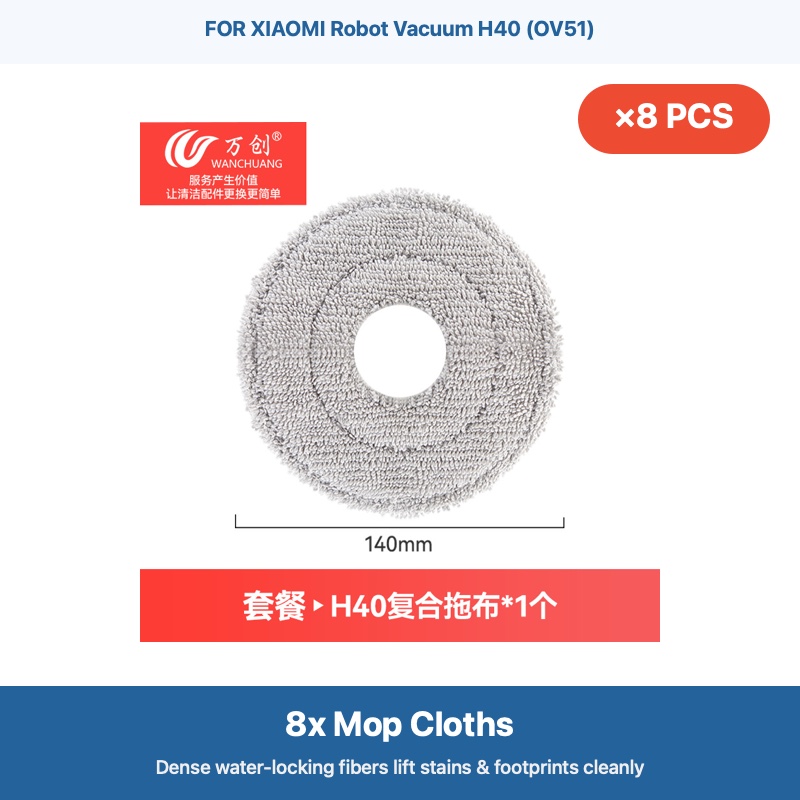 FOR XIAOMI Robot Vacuum H40 (OV51)
×8 PCS
万创®
WANCHUANG
服务产生价值
让清洁配件更换更简单
140mm
套餐▸H40复合拖布*1个
8x Mop Cloths
Dense water-locking fibers lift stains & footprints cleanly